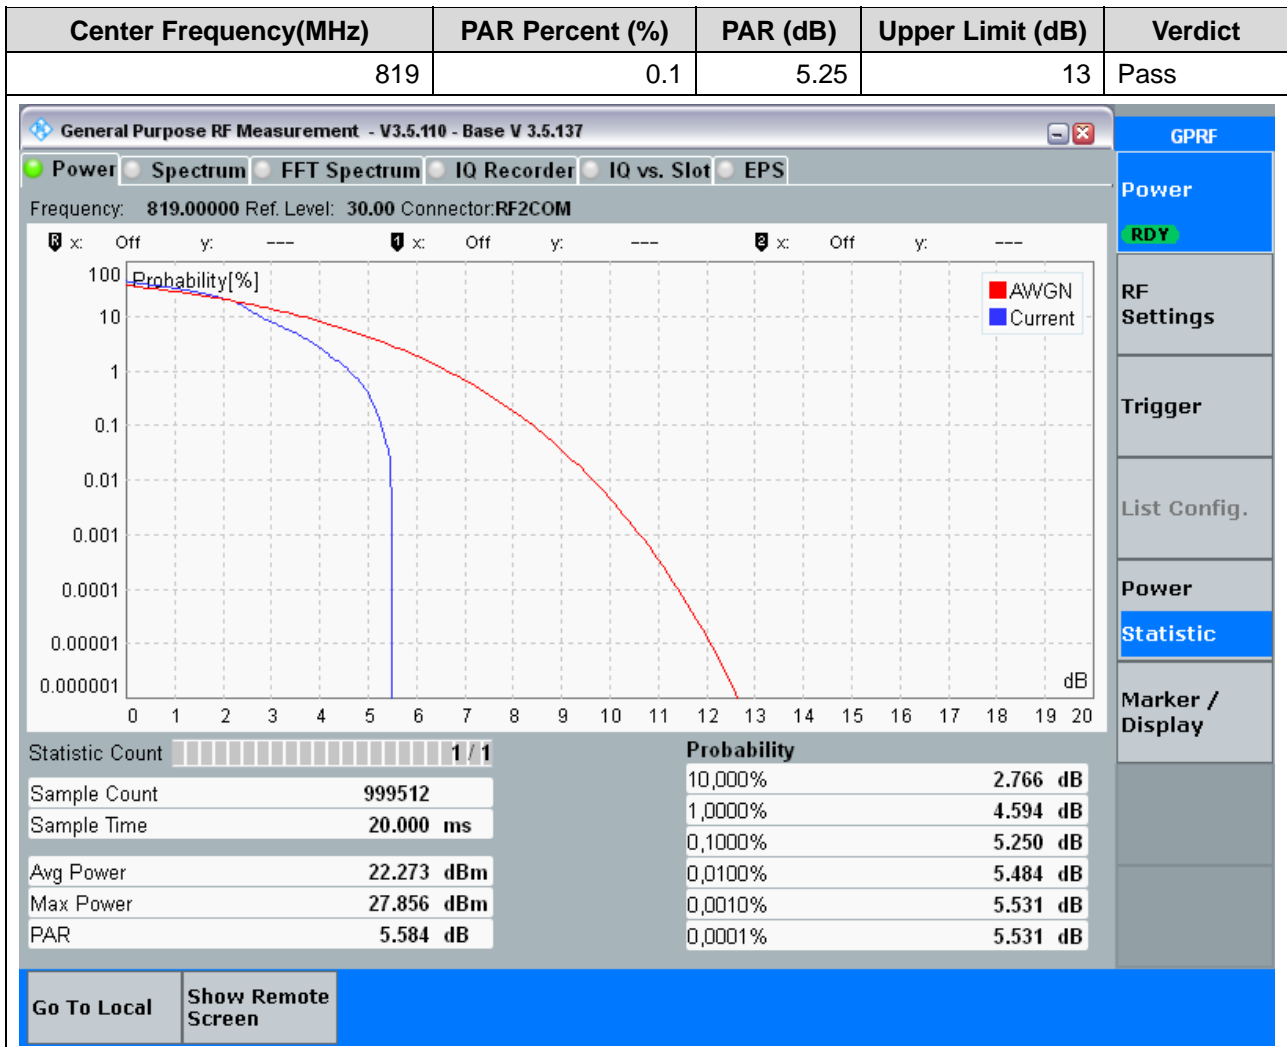 Center Frequency(MHz) PAR Percent (%) PAR (dB) Upper Limit (dB) Verdict
819 0.1 5.25 13 Pass
General Purpose RF Measurement - V3.5.110 - Base V 3.5.137
GPRF
Power Spectrum FFT Spectrum IQ Recorder IQ vs. Slot EPS
Frequency: 819.00000 Ref. Level: 30.00 Connector:RF2COM
R x: Off y: --- 1 x: Off y: --- 2 x: Off y: ---
Probability[%]
AWGN
Current
100
10
1
0.1
0.01
0.001
0.0001
0.00001
0.000001
dB
0 1 2 3 4 5 6 7 8 9 10 11 12 13 14 15 16 17 18 19 20
Statistic Count 1 / 1
Sample Count 999512
Sample Time 20.000 ms
Avg Power 22.273 dBm
Max Power 27.856 dBm
PAR 5.584 dB
Probability
10,000% 2.766 dB
1,0000% 4.594 dB
0,1000% 5.250 dB
0,0100% 5.484 dB
0,0010% 5.531 dB
0,0001% 5.531 dB
Power
RDY
RF
Settings
Trigger
List Config.
Power
Statistic
Marker /
Display
Go To Local
Show Remote
Screen